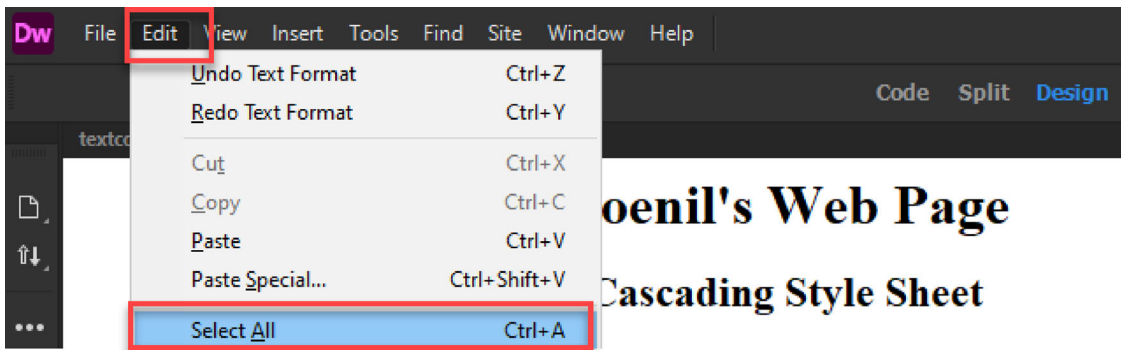 Dw File Edit View Insert Tools Find Site Window Help
Undo Text Format Ctrl+Z
Code Split Design
Redo Text Format Ctrl+Y
Cut Ctrl+X
Copy Ctrl+C
oenil's Web Page
Paste Ctrl+V
Paste Special... Ctrl+Shift+V
Cascading Style Sheet
Select All Ctrl+A